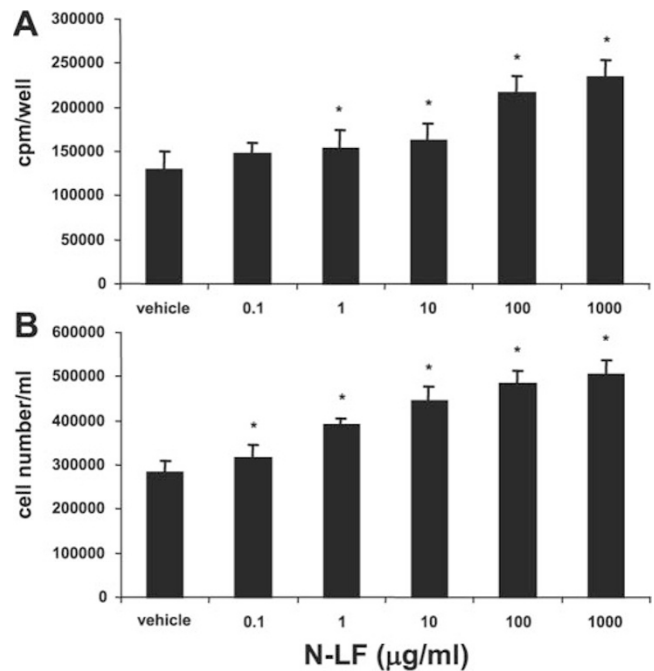 A
300000
250000
200000
150000
100000
50000
0
cpm/well
* * * *
vehicle 0.1 1 10 100 1000
B
600000
500000
400000
300000
200000
100000
0
cell number/ml
* * * * *
vehicle 0.1 1 10 100 1000
N-LF (μg/ml)